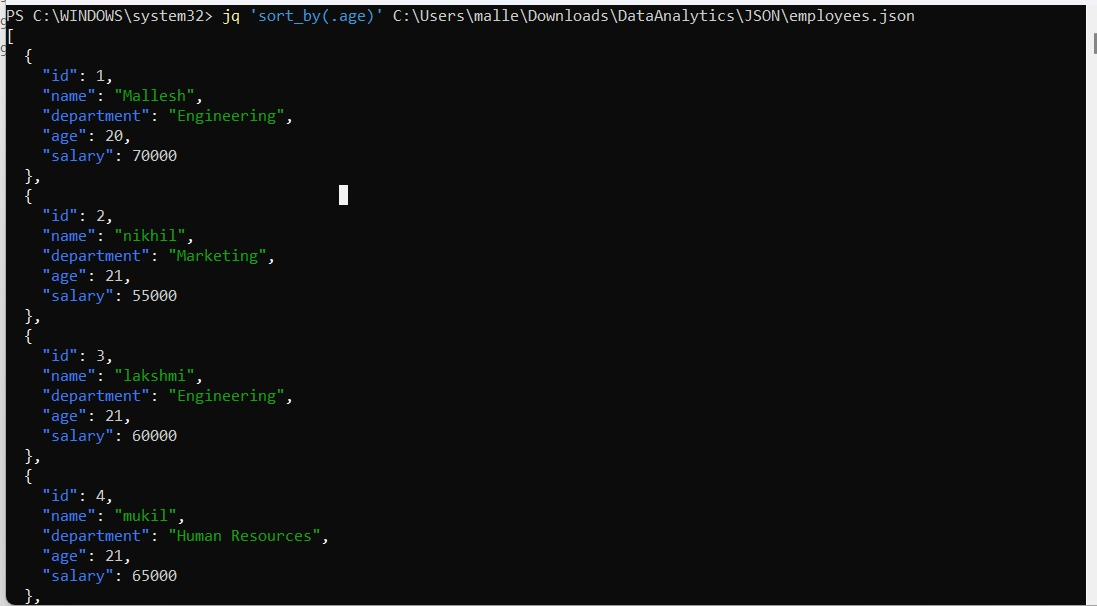 PS C:\WINDOWS\system32> jq 'sort_by(.age)' C:\Users\malle\Downloads\DataAnalytics\JSON\employees.json
[
  {
    "id": 1,
    "name": "Mallesh",
    "department": "Engineering",
    "age": 20,
    "salary": 70000
  },
  {
    "id": 2,
    "name": "nikhil",
    "department": "Marketing",
    "age": 21,
    "salary": 55000
  },
  {
    "id": 3,
    "name": "lakshmi",
    "department": "Engineering",
    "age": 21,
    "salary": 60000
  },
  {
    "id": 4,
    "name": "mukil",
    "department": "Human Resources",
    "age": 21,
    "salary": 65000
  },